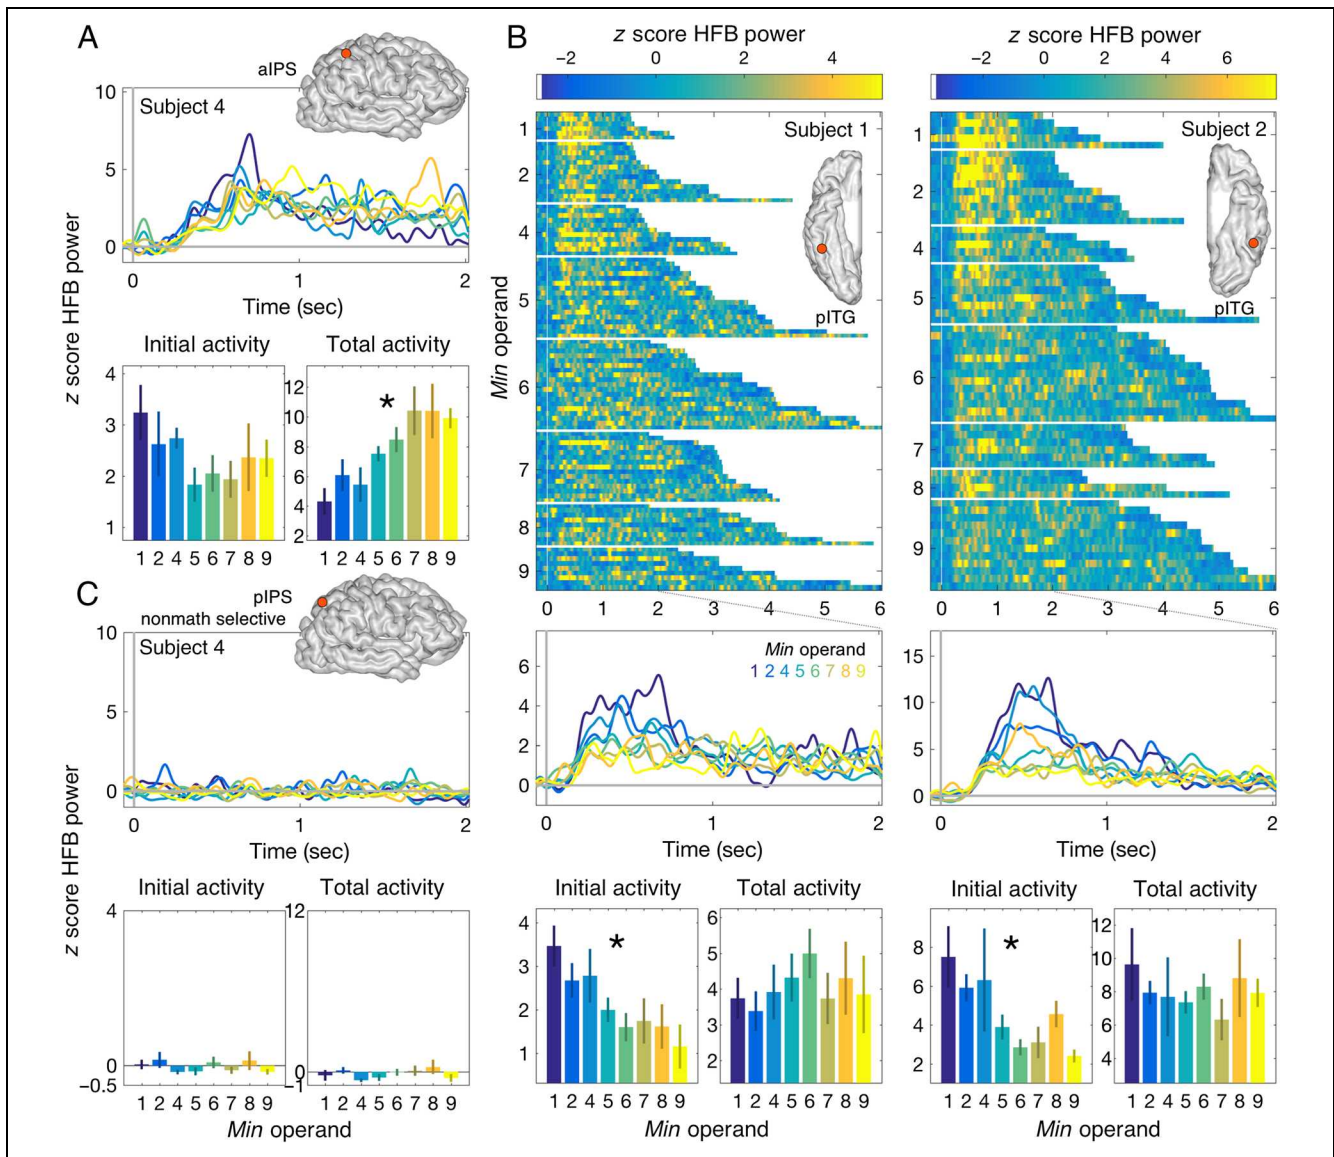 A
aIPS
Subject 4
10
5
0
0
1
2
Time (sec)
z score HFB power
Initial activity
Total activity
4
3
2
1
12
10
8
6
4
2
*
1 2 4 5 6 7 8 9
1 2 4 5 6 7 8 9
B
z score HFB power
−2 0 2 4
Subject 1
pITG
Min operand
1
2
4
5
6
7
8
9
0 1 2 3 4 5 6
z score HFB power
−2 0 2 4 6
Subject 2
pITG
1
2
4
5
6
7
8
9
0 1 2 3 4 5 6
Min operand
1 2 4 5 6 7 8 9
6
4
2
0
0 1 2
Time (sec)
15
10
5
0
0 1 2
Time (sec)
Initial activity
Total activity
4
3
2
1
*
6
5
4
3
2
1 2 4 5 6 7 8 9
1 2 4 5 6 7 8 9
Min operand
Initial activity
Total activity
8
6
4
2
*
12
10
8
6
4
1 2 4 5 6 7 8 9
1 2 4 5 6 7 8 9
Min operand
C
pIPS
nonmath selective
Subject 4
10
5
0
0 1 2
Time (sec)
z score HFB power
Initial activity
Total activity
4
0
−0.5
12
0
−1
1 2 4 5 6 7 8 9
1 2 4 5 6 7 8 9
Min operand